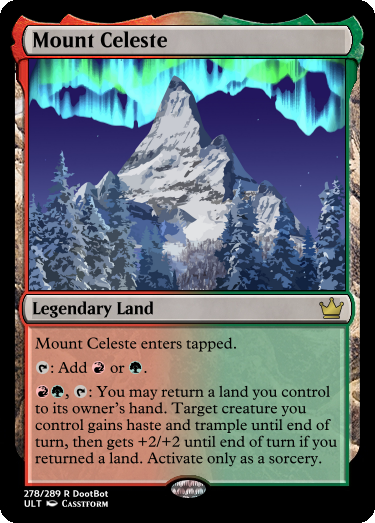 Mount Celeste
Legendary Land
Mount Celeste enters tapped.
: Add or .
, : You may return a land you control
to its owner's hand. Target creature you
control gains haste and trample until end of
turn, then gets +2/+2 until end of turn if you
returned a land. Activate only as a sorcery.
278/289 R DootBot
ULT Casstform